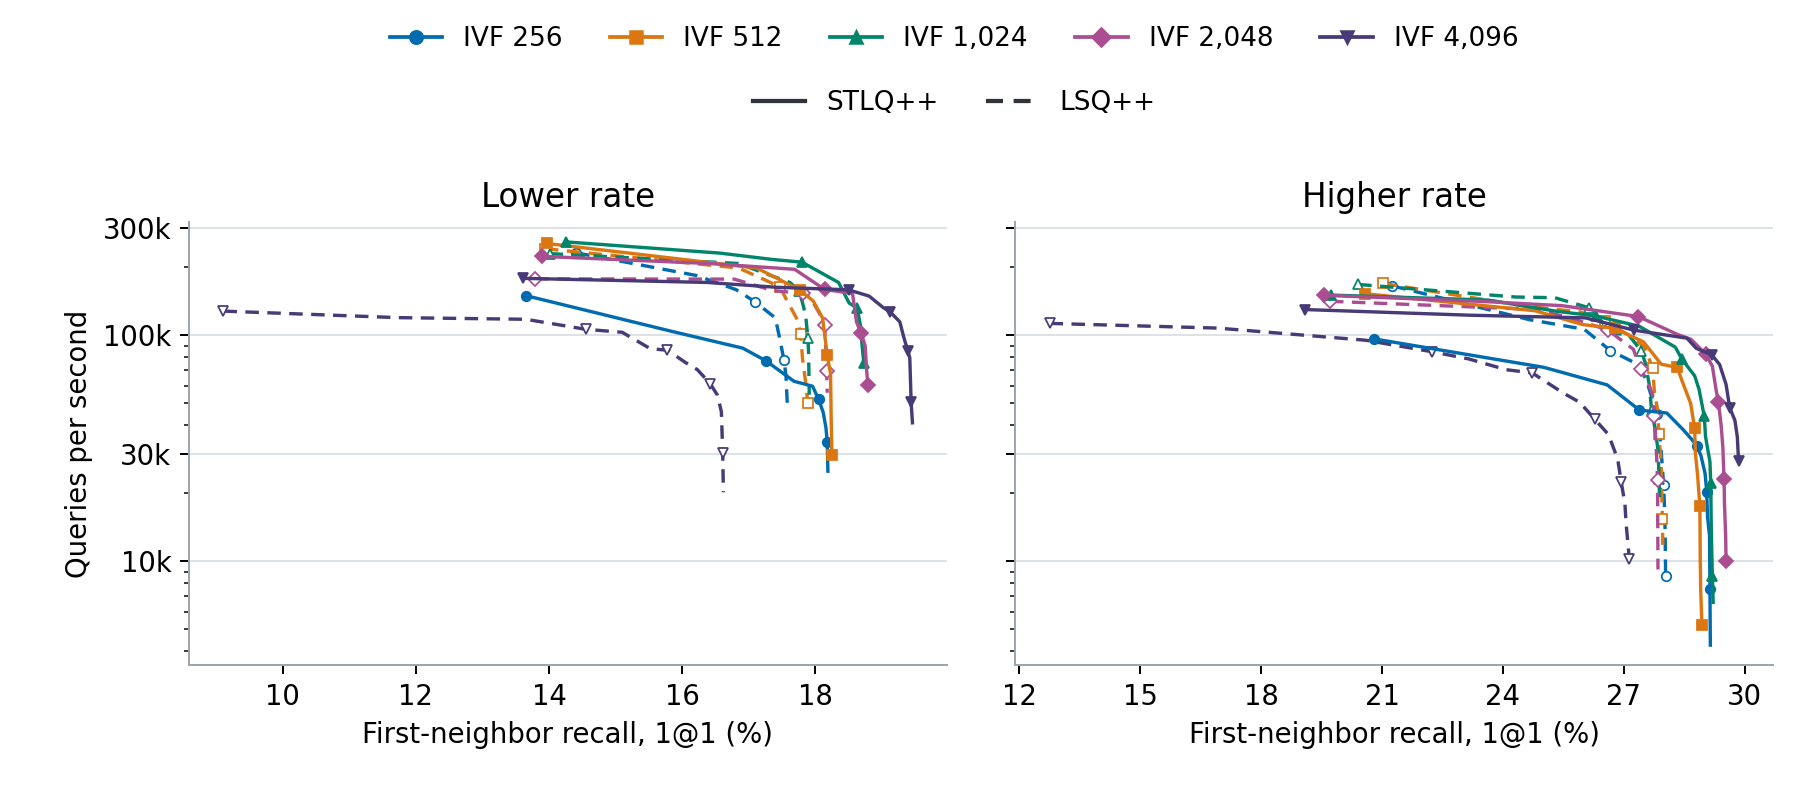 IVF 256 IVF 512 IVF 1,024 IVF 2,048 IVF 4,096
STLQ++ LSQ++
Lower rate
Higher rate
Queries per second
300k
100k
30k
10k
10 12 14 16 18
12 15 18 21 24 27 30
First-neighbor recall, 1@1 (%)
First-neighbor recall, 1@1 (%)